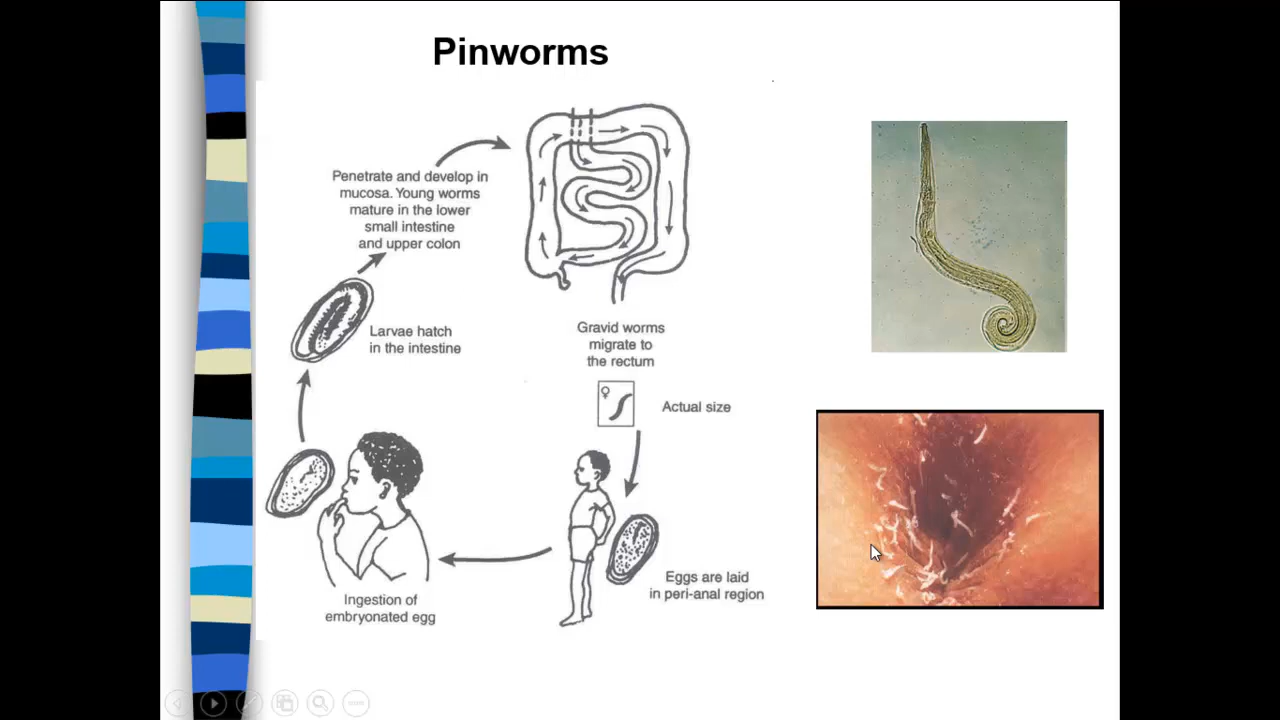 Pinworms
Penetrate and develop in
mucosa. Young worms
mature in the lower
small intestine
and upper colon
Larvae hatch
in the intestine
Gravid worms
migrate to
the rectum
♀
Actual size
Eggs are laid
in peri-anal region
Ingestion of
embryonated egg